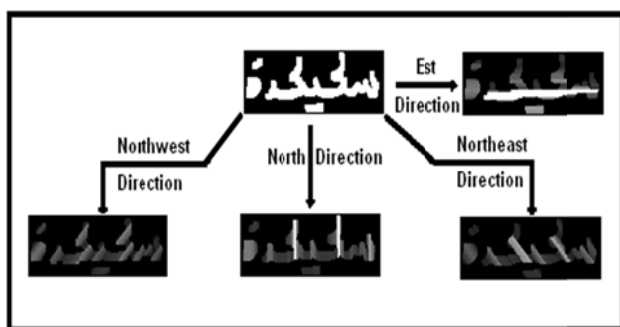 سكيكدة
Est
Direction
Northwest
Direction
North Direction
Northeast
Direction